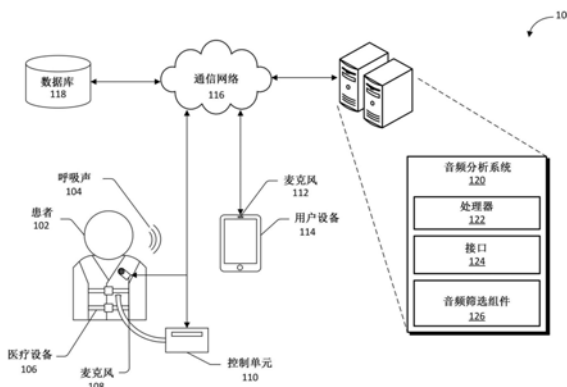 10
数据库
118
通信网络
116
呼吸声
104
麦克风
112
患者
102
用户设备
114
音频分析系统
120
处理器
122
接口
124
音频筛选组件
126
医疗设备
106
麦克风
108
控制单元
110